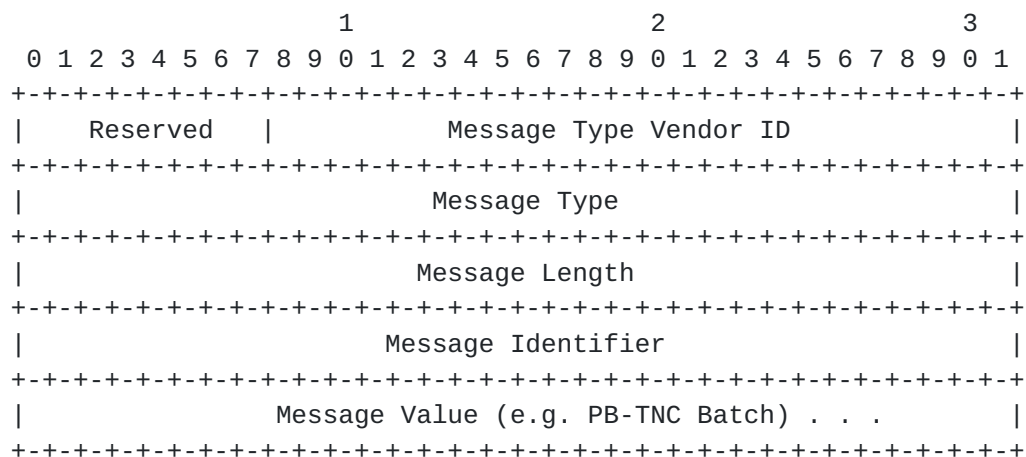 1                   2                   3
 0 1 2 3 4 5 6 7 8 9 0 1 2 3 4 5 6 7 8 9 0 1 2 3 4 5 6 7 8 9 0 1
+-+-+-+-+-+-+-+-+-+-+-+-+-+-+-+-+-+-+-+-+-+-+-+-+-+-+-+-+-+-+-+-+
|    Reserved   |           Message Type Vendor ID              |
+-+-+-+-+-+-+-+-+-+-+-+-+-+-+-+-+-+-+-+-+-+-+-+-+-+-+-+-+-+-+-+-+
|                          Message Type                         |
+-+-+-+-+-+-+-+-+-+-+-+-+-+-+-+-+-+-+-+-+-+-+-+-+-+-+-+-+-+-+-+-+
|                         Message Length                        |
+-+-+-+-+-+-+-+-+-+-+-+-+-+-+-+-+-+-+-+-+-+-+-+-+-+-+-+-+-+-+-+-+
|                       Message Identifier                      |
+-+-+-+-+-+-+-+-+-+-+-+-+-+-+-+-+-+-+-+-+-+-+-+-+-+-+-+-+-+-+-+-+
|                Message Value (e.g. PB-TNC Batch) . . .        |
+-+-+-+-+-+-+-+-+-+-+-+-+-+-+-+-+-+-+-+-+-+-+-+-+-+-+-+-+-+-+-+-+